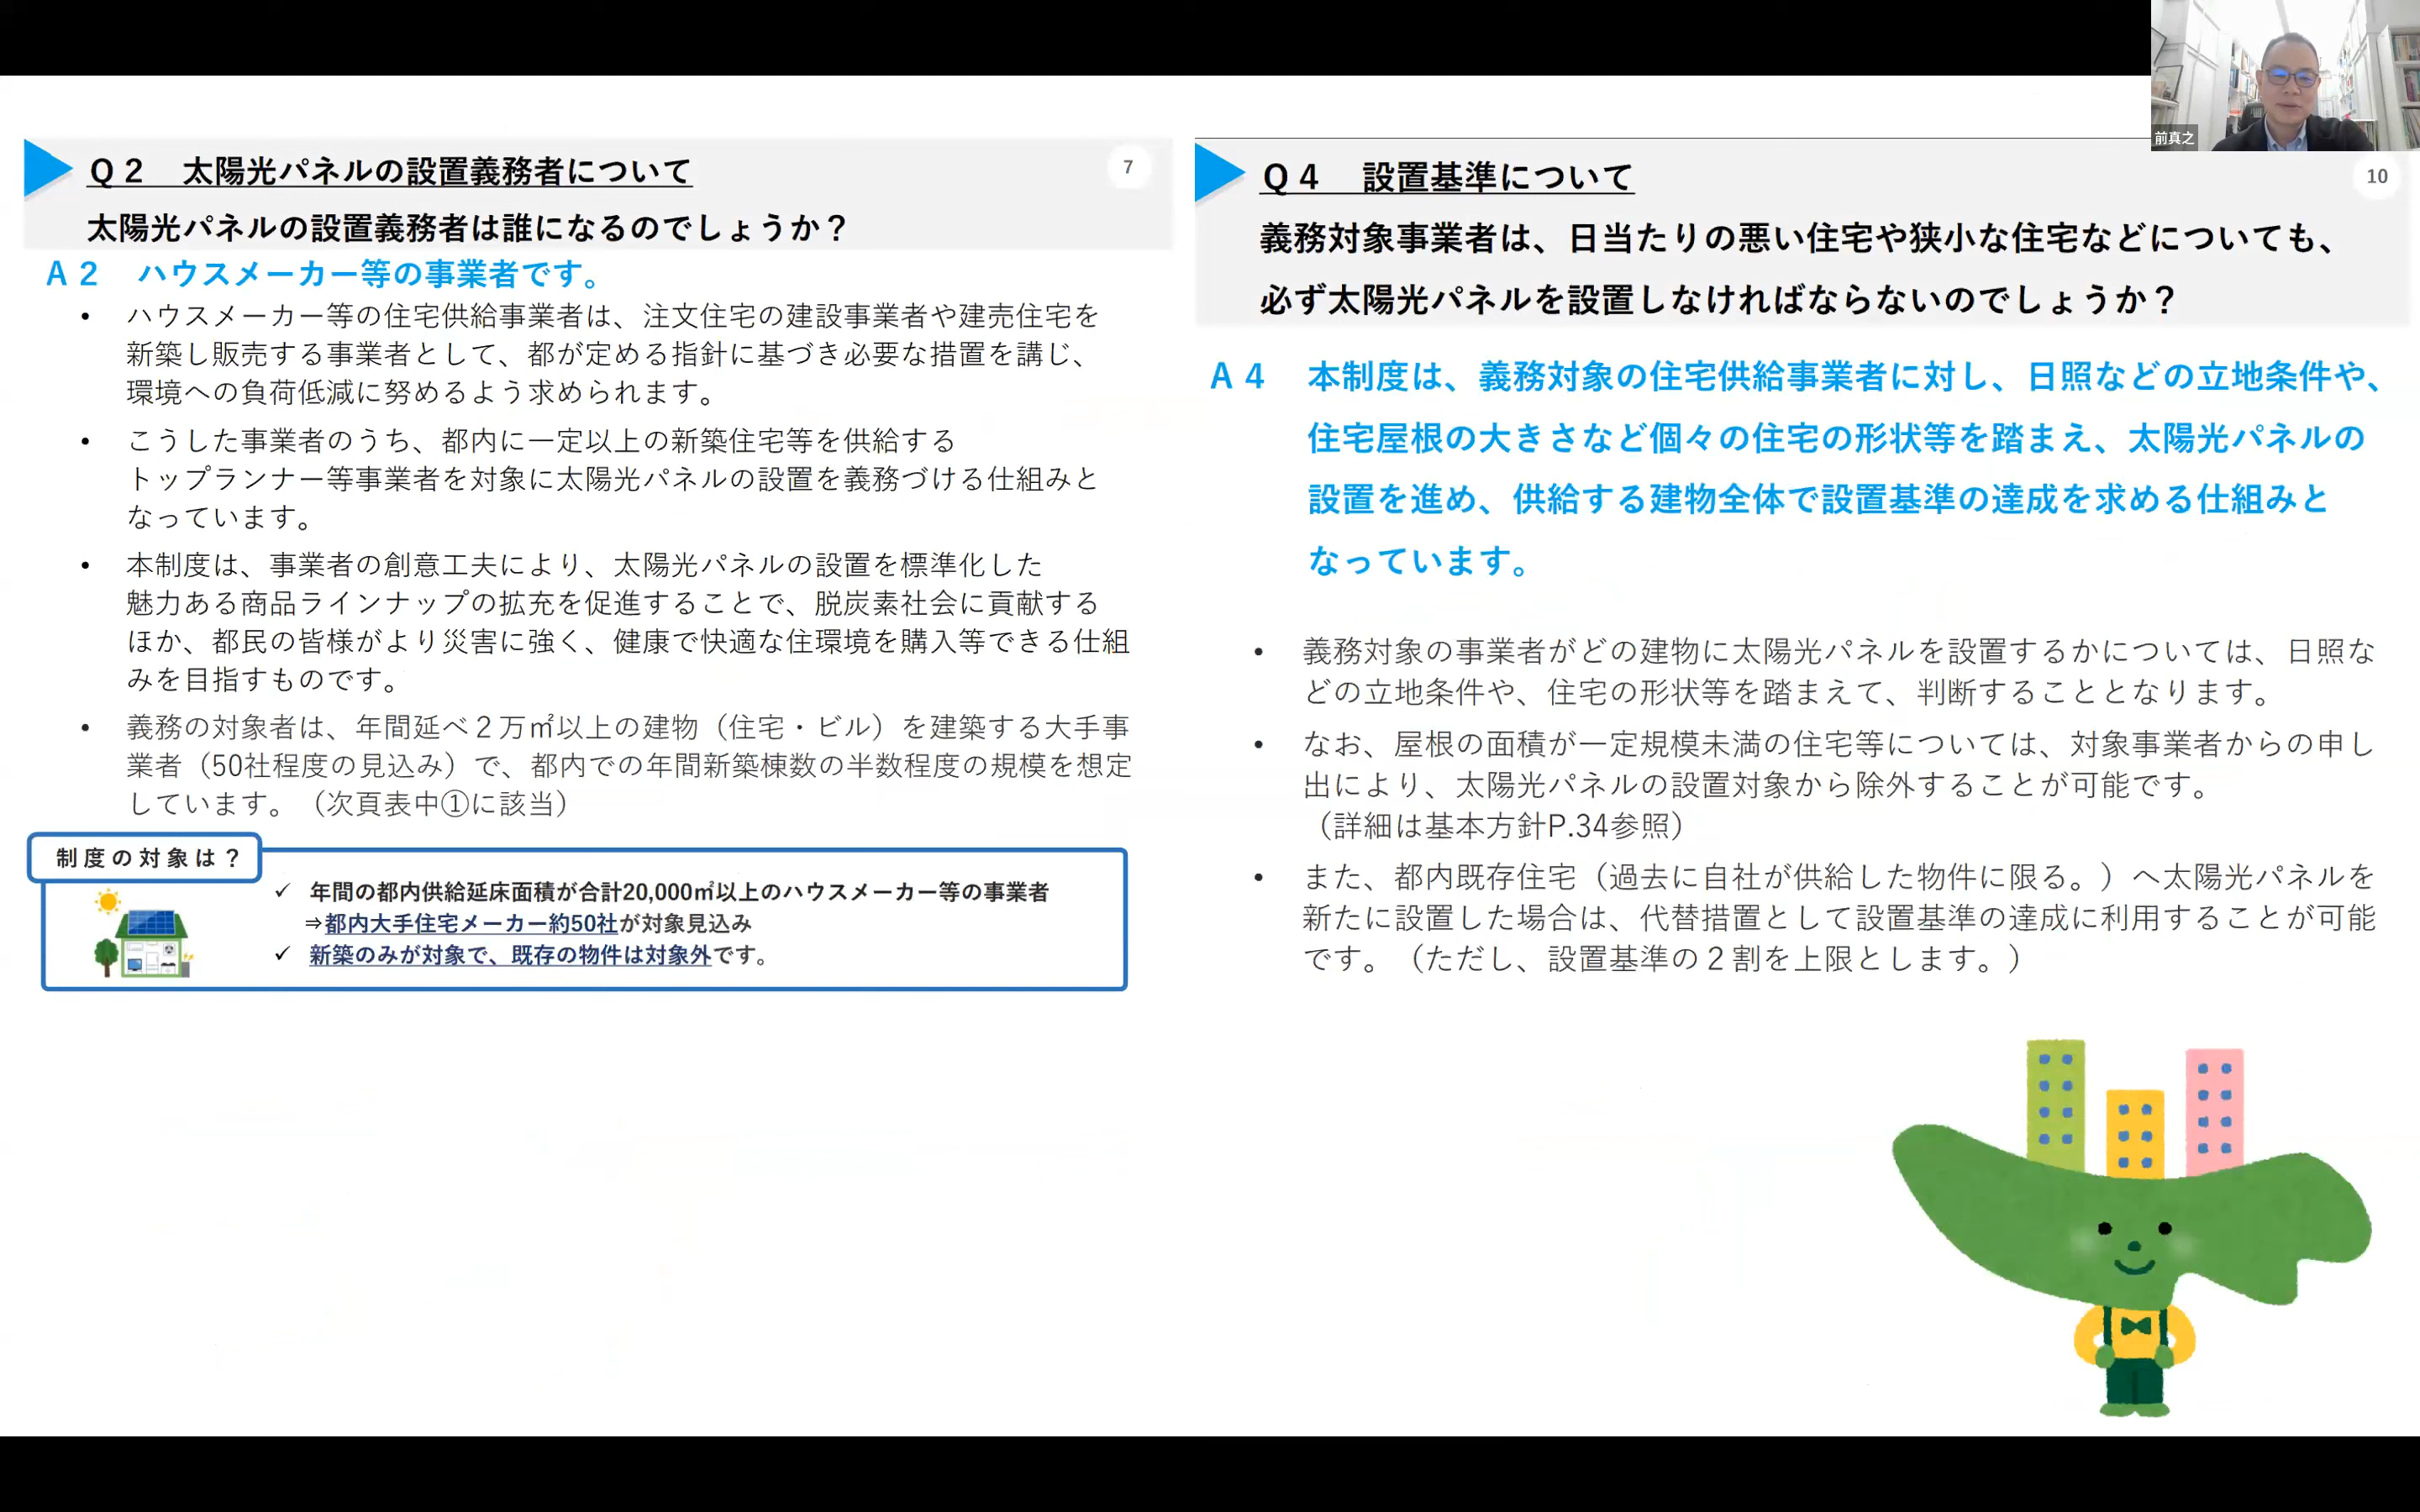 前真之
Q2 太陽光パネルの設置義務者について
7
太陽光パネルの設置義務者は誰になるのでしょうか？
A2 ハウスメーカー等の事業者です。
• ハウスメーカー等の住宅供給事業者は、注文住宅の建設事業者や建売住宅を
新築し販売する事業者として、都が定める指針に基づき必要な措置を講じ、
環境への負荷低減に努めるよう求められます。
• こうした事業者のうち、都内に一定以上の新築住宅等を供給する
トップランナー等事業者を対象に太陽光パネルの設置を義務づける仕組みと
なっています。
• 本制度は、事業者の創意工夫により、太陽光パネルの設置を標準化した
魅力ある商品ラインナップの拡充を促進することで、脱炭素社会に貢献する
ほか、都民の皆様がより災害に強く、健康で快適な住環境を購入等できる仕組
みを目指すものです。
• 義務の対象者は、年間延べ２万㎡以上の建物（住宅・ビル）を建築する大手事
業者（50社程度の見込み）で、都内での年間新築棟数の半数程度の規模を想定
しています。（次頁表中①に該当）
制度の対象は？
✓ 年間の都内供給延床面積が合計20,000㎡以上のハウスメーカー等の事業者
⇒都内大手住宅メーカー約50社が対象見込み
✓ 新築のみが対象で、既存の物件は対象外です。
Q4 設置基準について
10
義務対象事業者は、日当たりの悪い住宅や狭小な住宅などについても、
必ず太陽光パネルを設置しなければならないのでしょうか？
A4 本制度は、義務対象の住宅供給事業者に対し、日照などの立地条件や、
住宅屋根の大きさなど個々の住宅の形状等を踏まえ、太陽光パネルの
設置を進め、供給する建物全体で設置基準の達成を求める仕組みと
なっています。
• 義務対象の事業者がどの建物に太陽光パネルを設置するかについては、日照な
どの立地条件や、住宅の形状等を踏まえて、判断することとなります。
• なお、屋根の面積が一定規模未満の住宅等については、対象事業者からの申し
出により、太陽光パネルの設置対象から除外することが可能です。
（詳細は基本方針P.34参照）
• また、都内既存住宅（過去に自社が供給した物件に限る。）へ太陽光パネルを
新たに設置した場合は、代替措置として設置基準の達成に利用することが可能
です。（ただし、設置基準の２割を上限とします。）